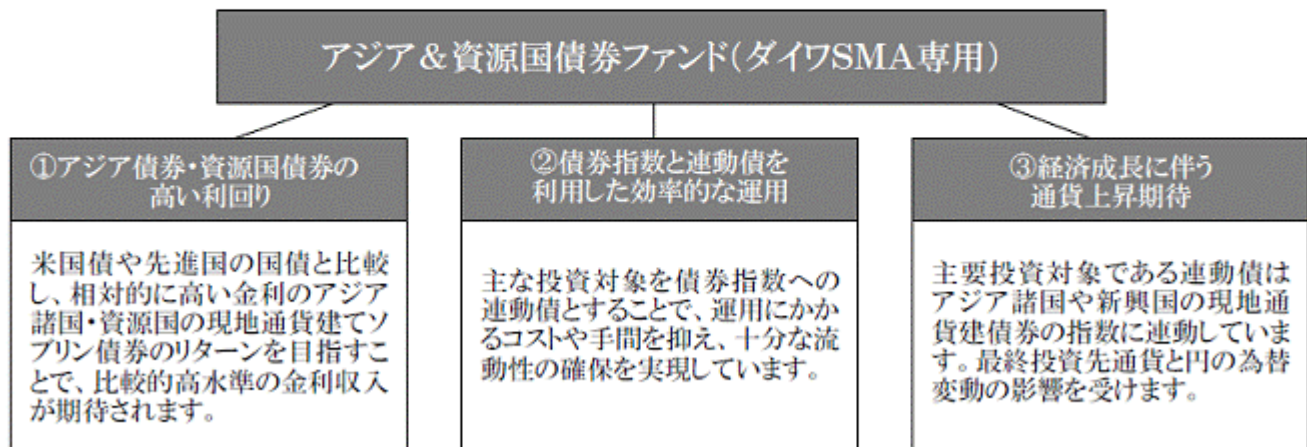 アジア&資源国債券ファンド(ダイワSMA専用)
①アジア債券・資源国債券の
高い利回り
米国債や先進国の国債と比較
し、相対的に高い金利のアジア
諸国・資源国の現地通貨建てソ
ブリン債券のリターンを目指すこ
とで、比較的高水準の金利収入
が期待されます。
②債券指数と連動債を
利用した効率的な運用
主な投資対象を債券指数への
連動債とすることで、運用にかか
るコストや手間を抑え、十分な流
動性の確保を実現しています。
③経済成長に伴う
通貨上昇期待
主要投資対象である連動債は
アジア諸国や新興国の現地通
貨建債券の指数に連動していま
す。最終投資先通貨と円の為替
変動の影響を受けます。